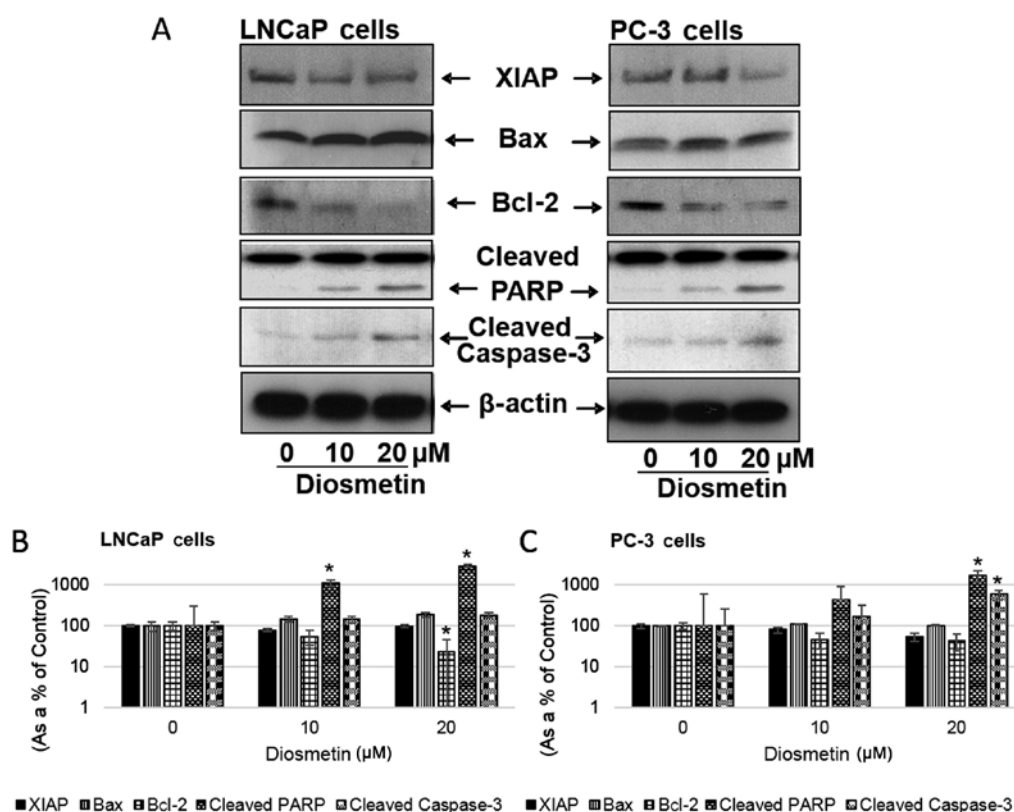 A
LNCaP cells
PC-3 cells
XIAP
Bax
Bcl-2
Cleaved
PARP
Cleaved
Caspase-3
β-actin
0 10 20 µM
Diosmetin
0 10 20 µM
Diosmetin
B
LNCaP cells
(As a % of Control)
1000
100
10
1
*
*
*
0 10 20
Diosmetin (µM)
XIAP Bax Bcl-2 Cleaved PARP Cleaved Caspase-3
C
PC-3 cells
(As a % of Control)
1000
100
10
1
*
*
0 10 20
Diosmetin (µM)
XIAP Bax Bcl-2 Cleaved PARP Cleaved Caspase-3